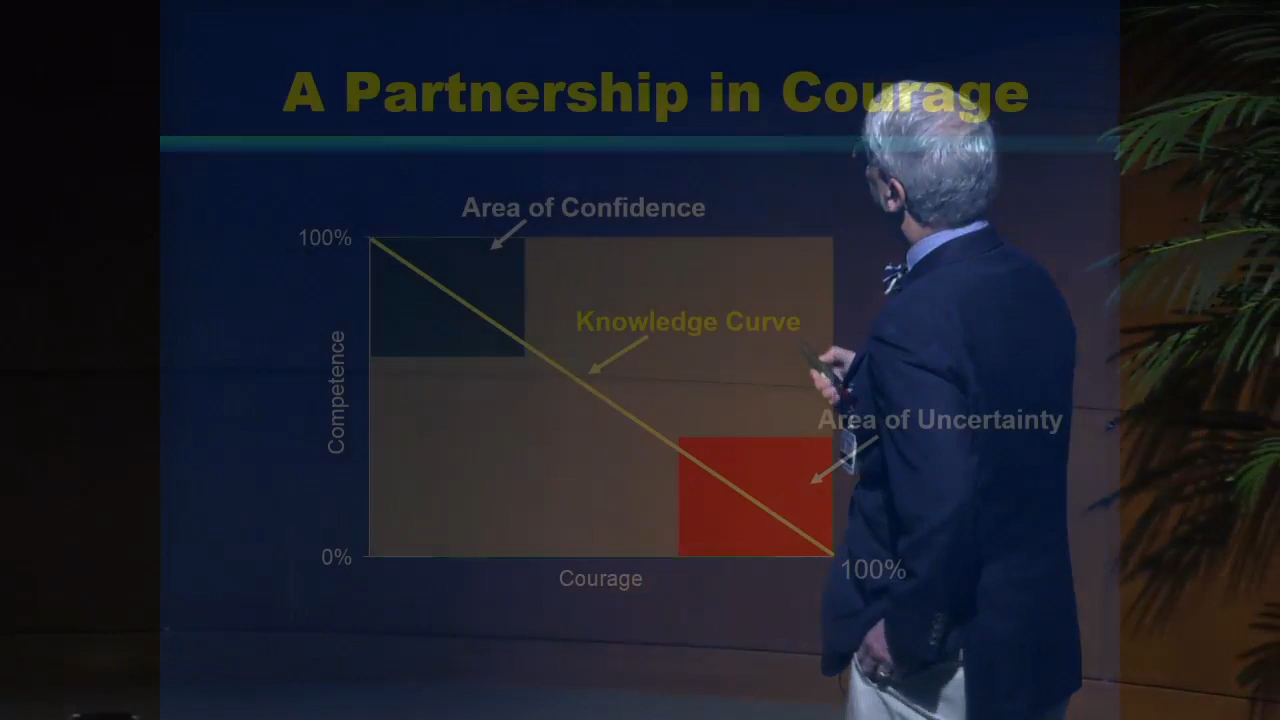 A Partnership in Courage
Area of Confidence
100%
Knowledge Curve
Competence
Area of Uncertainty
0%
100%
Courage